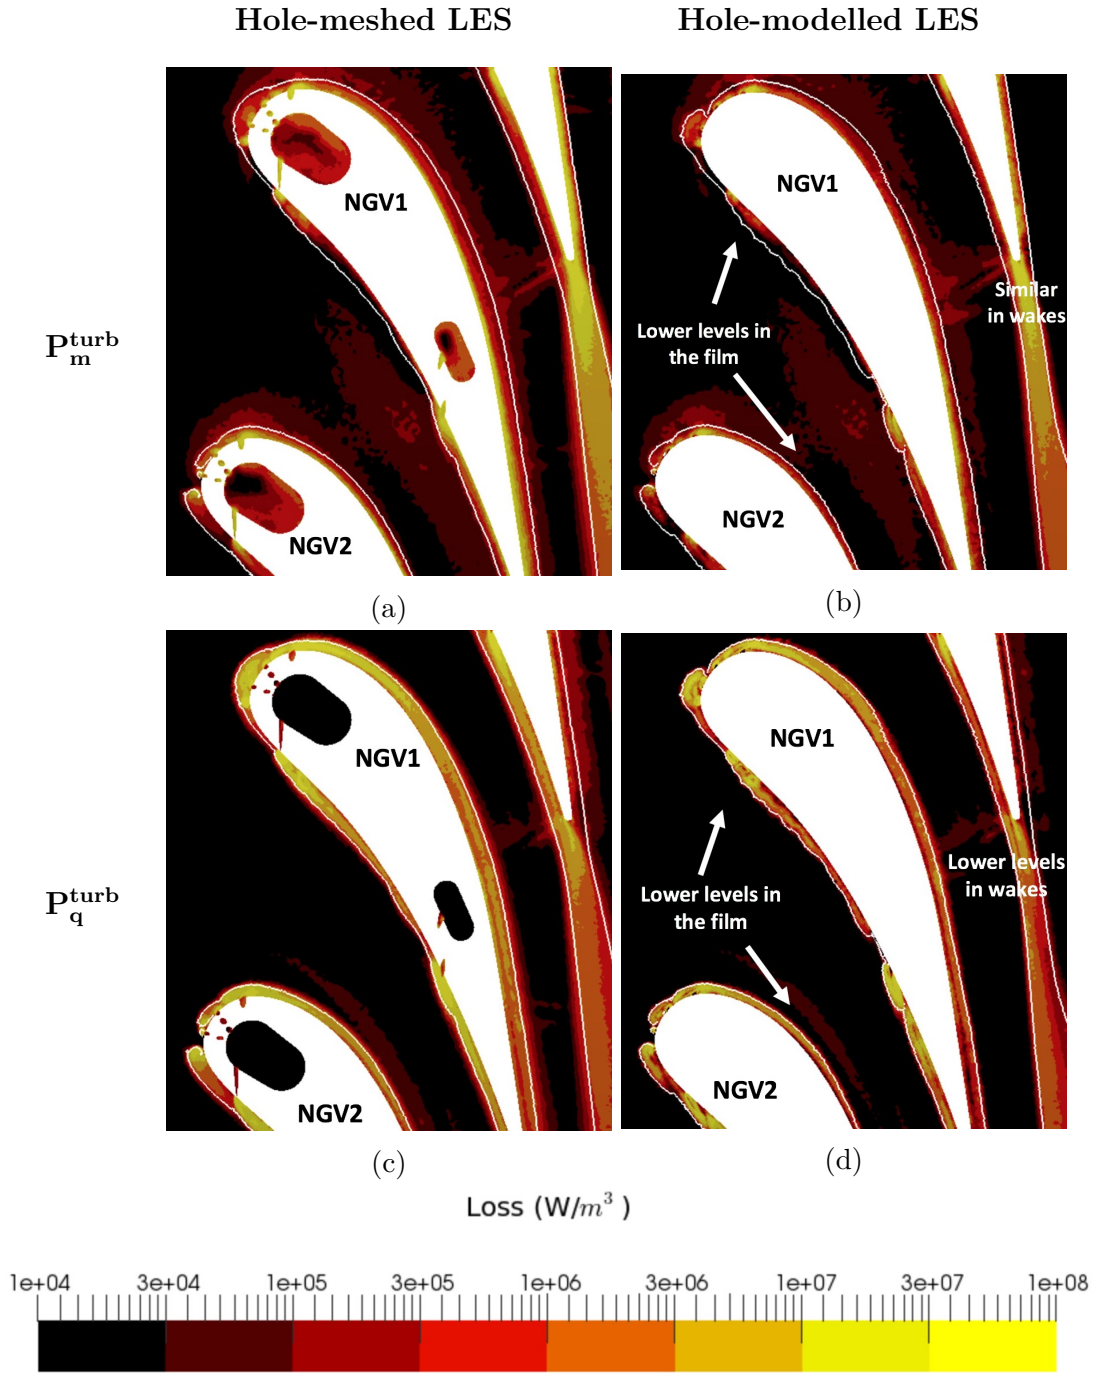 Hole-meshed LES
Hole-modelled LES
P_m^turb
NGV1
NGV2
(a)
NGV1
Similar
in wakes
Lower levels in
the film
NGV2
(b)
P_q^turb
NGV1
NGV2
(c)
NGV1
Lower levels
in wakes
Lower levels in
the film
NGV2
(d)
Loss (W/m³ )
1e+04 3e+04 1e+05 3e+05 1e+06 3e+06 1e+07 3e+07 1e+08